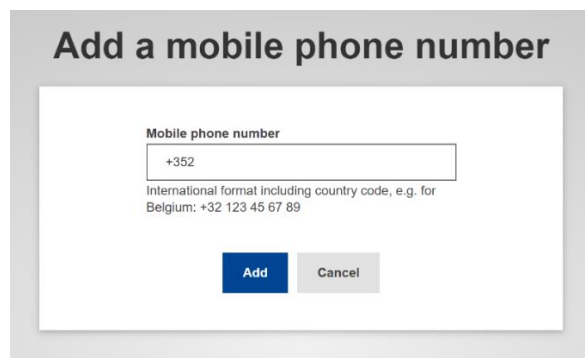 Add a mobile phone number
Mobile phone number
+352
International format including country code, e.g. for
Belgium: +32 123 45 67 89
Add Cancel